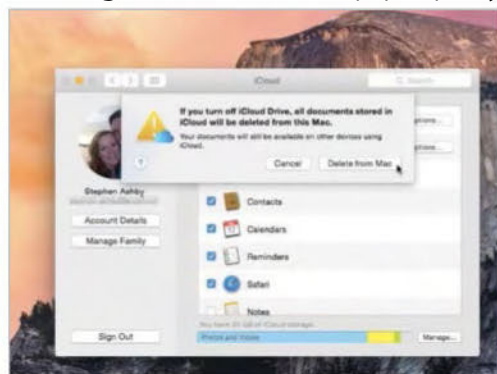 iCloud
Search
If you turn off iCloud Drive, all documents stored in
iCloud will be deleted from this Mac.
Your documents will still be available on other devices using
iCloud.
?
Cancel
Delete from Mac
Stephen Ashby
Account Details
Manage Family
Sign Out
Contacts
Calendars
Reminders
Safari
Notes
Manage...